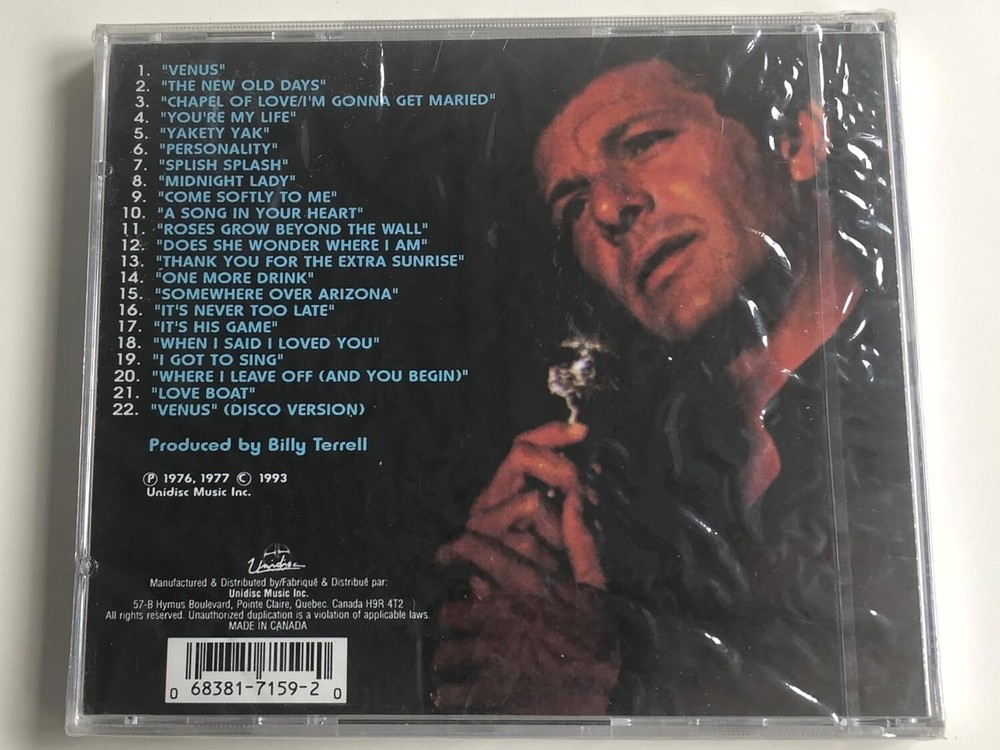 1. "VENUS"
2. "THE NEW OLD DAYS"
3. "CHAPEL OF LOVE/I'M GONNA GET MARIED"
4. "YOU'RE MY LIFE"
5. "YAKETY YAK"
6. "PERSONALITY"
7. "SPLISH SPLASH"
8. "MIDNIGHT LADY"
9. "COME SOFTLY TO ME"
10. "A SONG IN YOUR HEART"
11. "ROSES GROW BEYOND THE WALL"
12. "DOES SHE WONDER WHERE I AM"
13. "THANK YOU FOR THE EXTRA SUNRISE"
14. "ONE MORE DRINK"
15. "SOMEWHERE OVER ARIZONA"
16. "IT'S NEVER TOO LATE"
17. "IT'S HIS GAME"
18. "WHEN I SAID I LOVED YOU"
19. "I GOT TO SING"
20. "WHERE I LEAVE OFF (AND YOU BEGIN)"
21. "LOVE BOAT"
22. "VENUS" (DISCO VERSION)
Produced by Billy Terrell
Ⓟ 1976, 1977 © 1993
Unidisc Music Inc.
Unidisc
Manufactured & Distributed by/Fabriqué & Distribué par:
Unidisc Music Inc.
57-B Hymus Boulevard, Pointe Claire, Quebec. Canada H9R 4T2
All rights reserved. Unauthorized duplication is a violation of applicable laws.
MADE IN CANADA
0 68381-7159-2 0